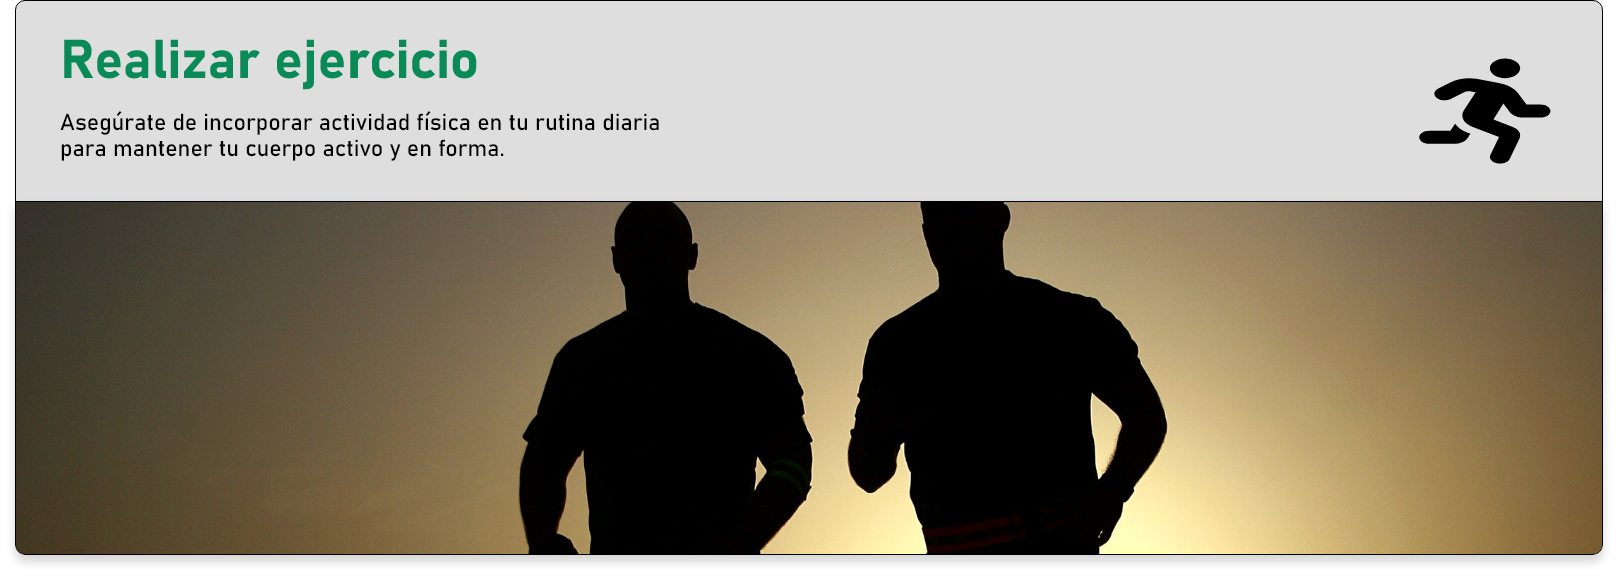 Realizar ejercicio
Asegúrate de incorporar actividad física en tu rutina diaria
para mantener tu cuerpo activo y en forma.